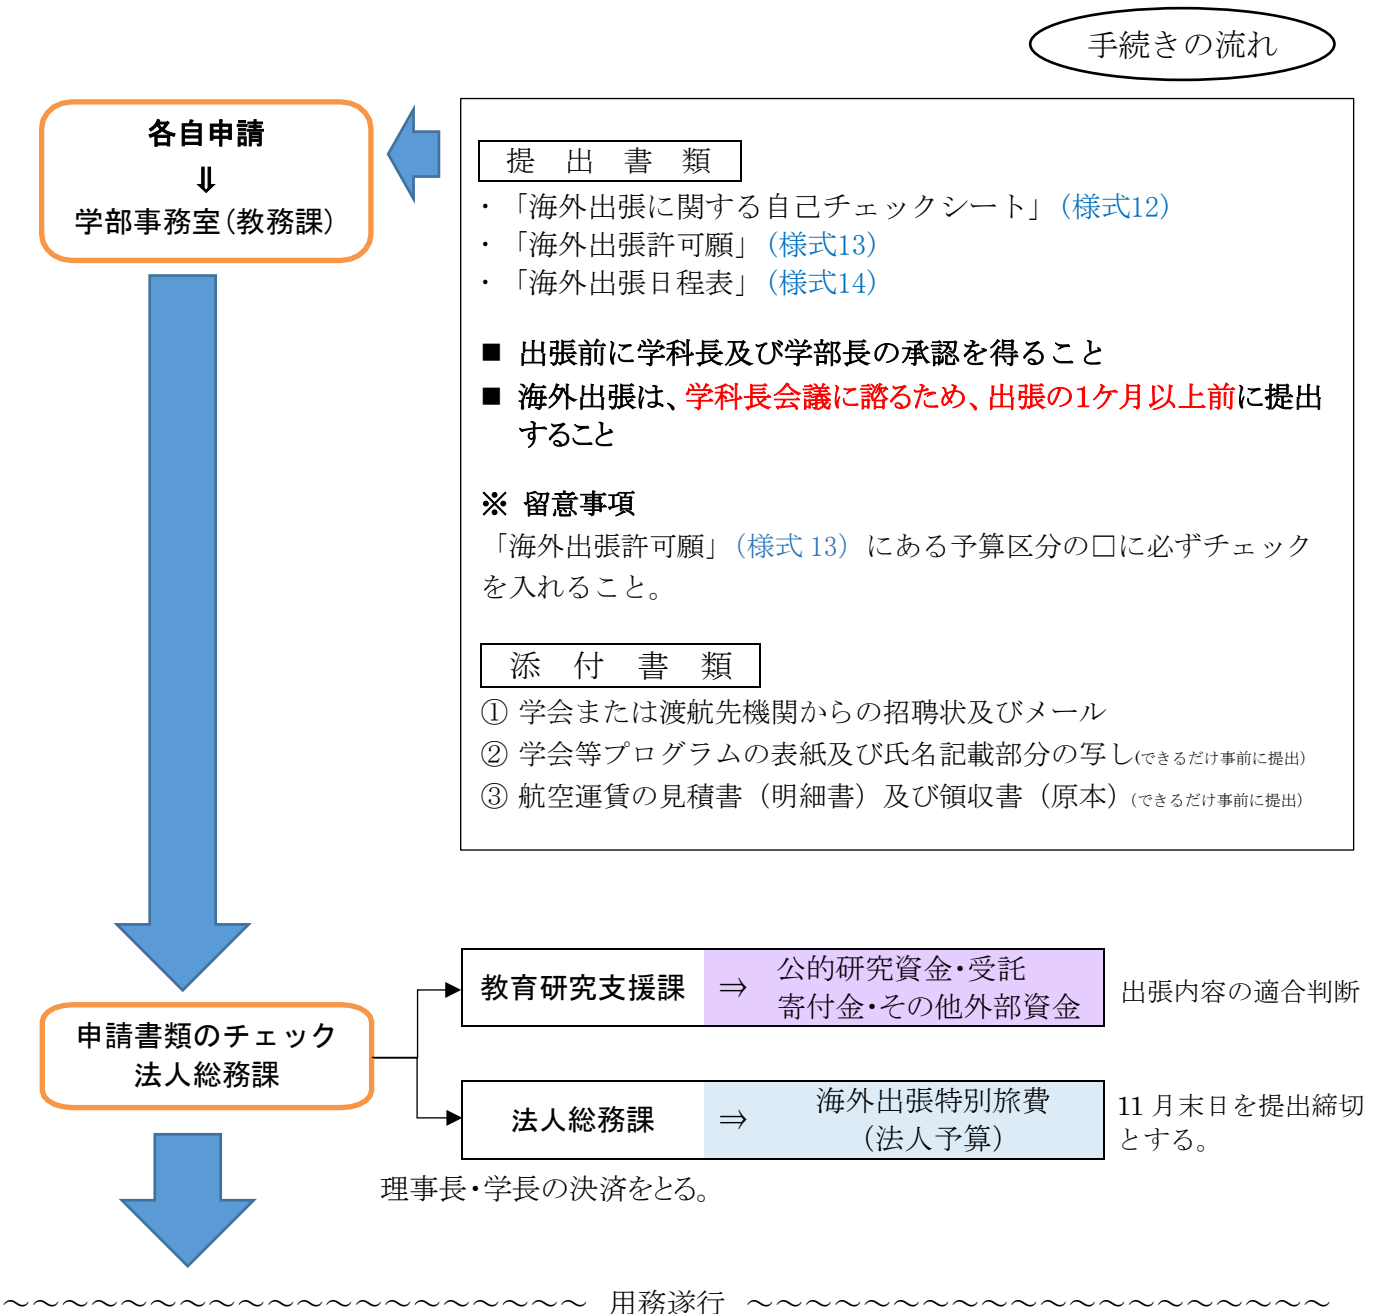 手続きの流れ
各自申請
⇓
学部事務室(教務課)
提 出 書 類
・「海外出張に関する自己チェックシート」(様式12)
・「海外出張許可願」(様式13)
・「海外出張日程表」(様式14)
■ 出張前に学科長及び学部長の承認を得ること
■ 海外出張は、学科長会議に諮るため、出張の1ケ月以上前に提出
すること
※ 留意事項
「海外出張許可願」(様式 13) にある予算区分の□に必ずチェック
を入れること。
添 付 書 類
① 学会または渡航先機関からの招聘状及びメール
② 学会等プログラムの表紙及び氏名記載部分の写し(できるだけ事前に提出)
③ 航空運賃の見積書(明細書)及び領収書(原本)(できるだけ事前に提出)
教育研究支援課 ⇒ 公的研究資金・受託
寄付金・その他外部資金
出張内容の適合判断
申請書類のチェック
法人総務課
法人総務課 ⇒ 海外出張特別旅費
(法人予算)
11 月末日を提出締切
とする。
理事長・学長の決済をとる。
~~~~~~~~~~~~~~~~~~~~ 用務遂行 ~~~~~~~~~~~~~~~~~~~~